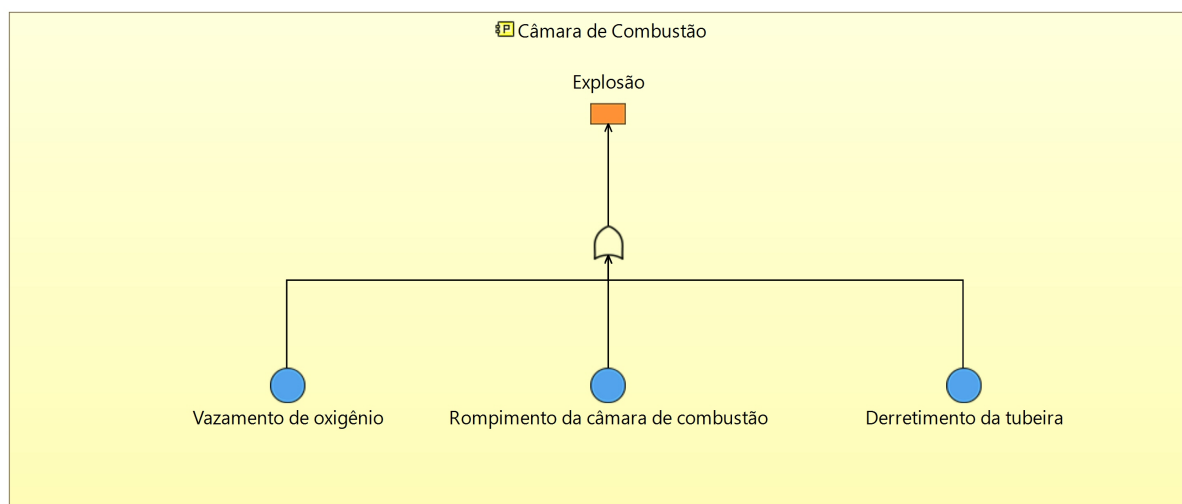 P Câmara de Combustão
Explosão
Vazamento de oxigênio
Rompimento da câmara de combustão
Derretimento da tubeira